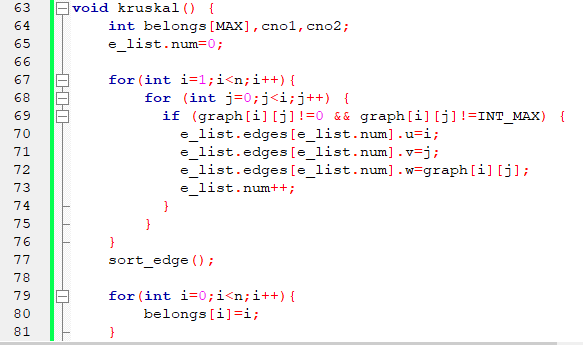 63 void kruskal() {
64     int belongs[MAX],cno1,cno2;
65     e_list.num=0;
66
67     for(int i=1;i<n;i++){
68         for (int j=0;j<i;j++) {
69           if (graph[i][j]!=0 && graph[i][j]!=INT_MAX) {
70             e_list.edges[e_list.num].u=i;
71             e_list.edges[e_list.num].v=j;
72             e_list.edges[e_list.num].w=graph[i][j];
73             e_list.num++;
74           }
75         }
76     }
77     sort_edge();
78
79     for(int i=0;i<n;i++){
80         belongs[i]=i;
81     }